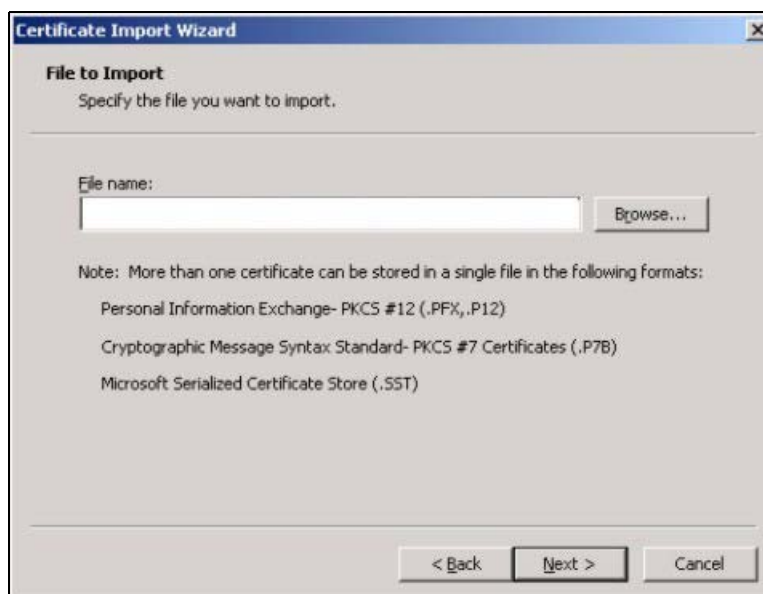 Certificate Import Wizard
File to Import
Specify the file you want to import.
File name:
Browse...
Note: More than one certificate can be stored in a single file in the following formats:
Personal Information Exchange- PKCS #12 (.PFX,.P12)
Cryptographic Message Syntax Standard- PKCS #7 Certificates (.P7B)
Microsoft Serialized Certificate Store (.SST)
< Back
Next >
Cancel